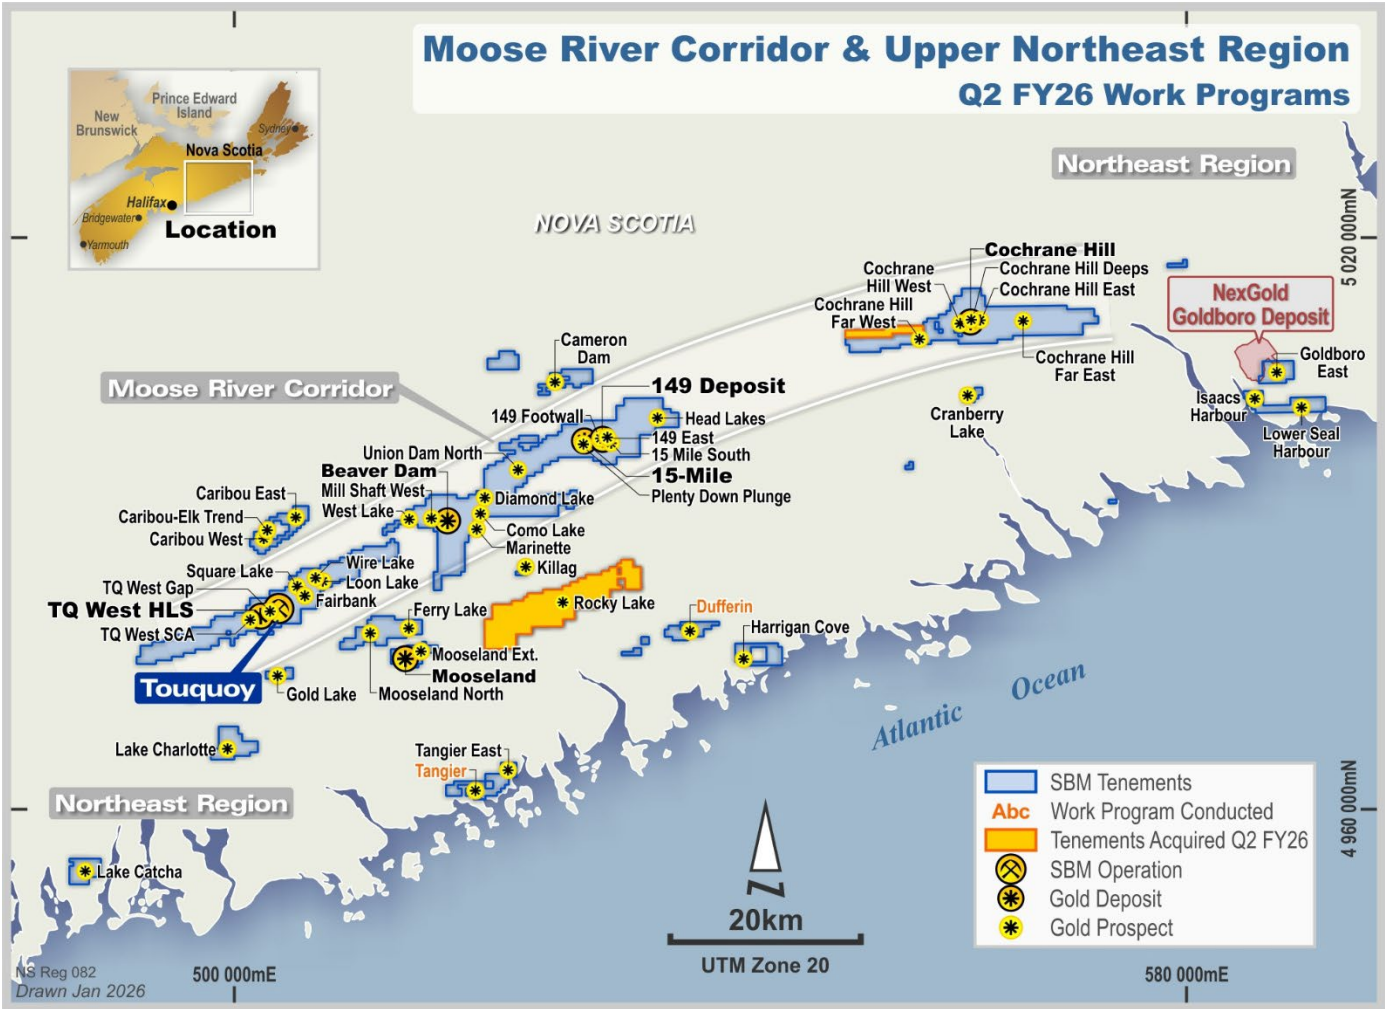 Moose River Corridor & Upper Northeast Region
Q2 FY26 Work Programs
Prince Edward
Island
New
Brunswick
Sydney
Nova Scotia
Halifax
Bridgewater
Yarmouth
Location
Northeast Region
NOVA SCOTIA
5 020 000mN
Cochrane Hill
Cochrane
Hill West
Cochrane Hill Deeps
Cochrane Hill East
Cochrane Hill
Far West
Cochrane Hill
Far East
NexGold
Goldboro Deposit
Goldboro
East
Isaacs
Harbour
Lower Seal
Harbour
Cranberry
Lake
Cameron
Dam
Moose River Corridor
149 Deposit
149 Footwall
Head Lakes
149 East
15 Mile South
15-Mile
Plenty Down Plunge
Union Dam North
Beaver Dam
Mill Shaft West
West Lake
Diamond Lake
Como Lake
Marinette
Killag
Caribou East
Caribou-Elk Trend
Caribou West
Square Lake
Wire Lake
Loon Lake
TQ West Gap
Fairbank
TQ West HLS
TQ West SCA
Touquoy
Ferry Lake
Rocky Lake
Dufferin
Harrigan Cove
Mooseland Ext.
Mooseland
Mooseland North
Gold Lake
Lake Charlotte
Tangier East
Tangier
Atlantic Ocean
Northeast Region
Lake Catcha
SBM Tenements
Abc Work Program Conducted
Tenements Acquired Q2 FY26
SBM Operation
Gold Deposit
Gold Prospect
4 960 000mN
N
20km
UTM Zone 20
NS Reg 082
Drawn Jan 2026
500 000mE
580 000mE